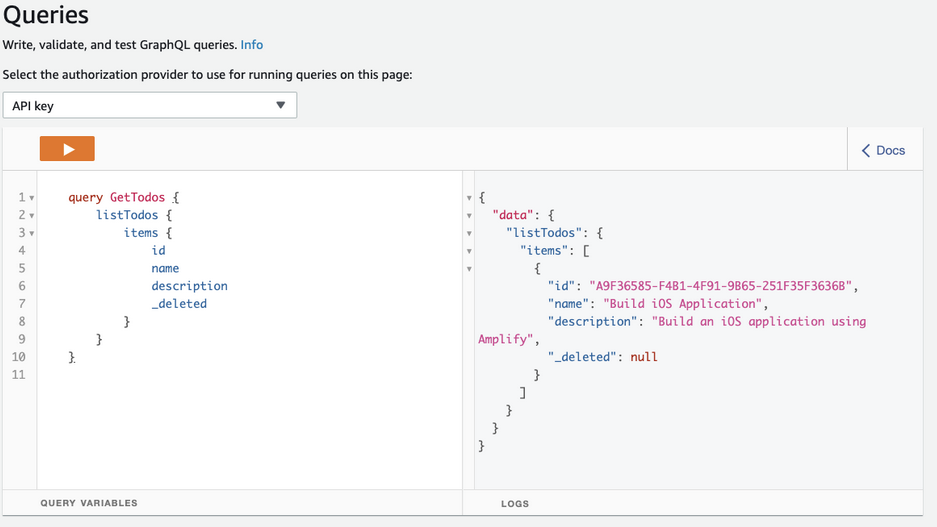 Queries
Write, validate, and test GraphQL queries. Info
Select the authorization provider to use for running queries on this page:
API key
Docs
1 query GetTodos {
2 listTodos {
3 items {
4 id
5 name
6 description
7 _deleted
8 }
9 }
10 }
11
{
"data": {
"listTodos": {
"items": [
{
"id": "A9F36585-F4B1-4F91-9B65-251F35F3636B",
"name": "Build iOS Application",
"description": "Build an iOS application using
Amplify",
"_deleted": null
}
]
}
}
}
QUERY VARIABLES
LOGS